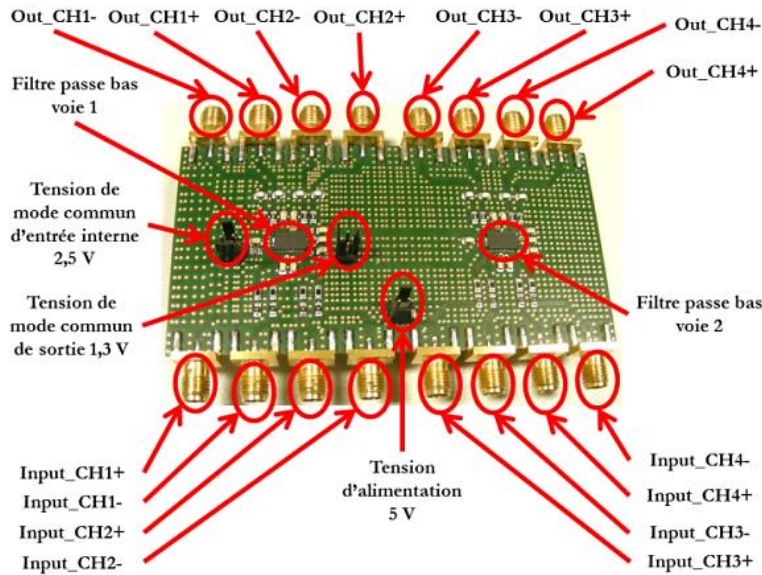 Out_CH1-
Out_CH1+
Out_CH2-
Out_CH2+
Out_CH3-
Out_CH3+
Out_CH4-
Out_CH4+
Filtre passe bas
voie 1
Tension de
mode commun
d'entrée interne
2,5 V
Tension de
mode commun
de sortie 1,3 V
Filtre passe bas
voie 2
Input_CH1+
Input_CH1-
Input_CH2+
Input_CH2-
Tension
d'alimentation
5 V
Input_CH4-
Input_CH4+
Input_CH3-
Input_CH3+